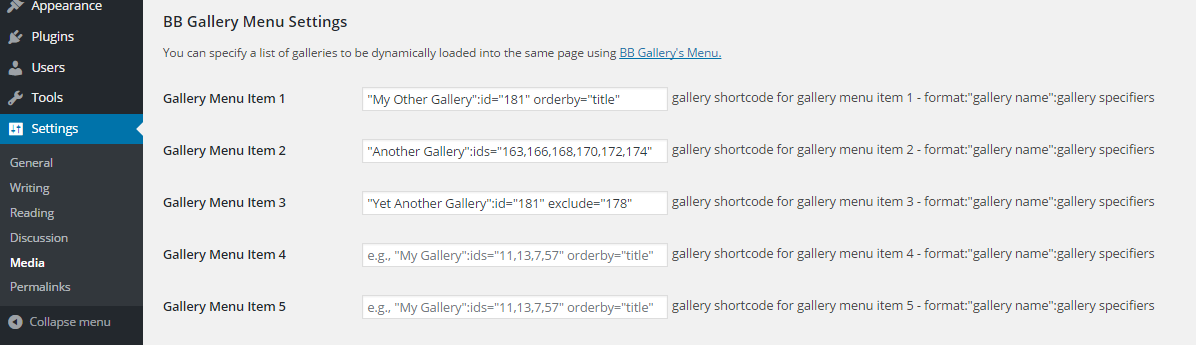 Appearance
Plugins
Users
Tools
Settings
General
Writing
Reading
Discussion
Media
Permalinks
Collapse menu
BB Gallery Menu Settings
You can specify a list of galleries to be dynamically loaded into the same page using BB Gallery's Menu.
Gallery Menu Item 1 "My Other Gallery":id="181" orderby="title" gallery shortcode for gallery menu item 1 - format:"gallery name":gallery specifiers
Gallery Menu Item 2 "Another Gallery":ids="163,166,168,170,172,174" gallery shortcode for gallery menu item 2 - format:"gallery name":gallery specifiers
Gallery Menu Item 3 "Yet Another Gallery":id="181" exclude="178" gallery shortcode for gallery menu item 3 - format:"gallery name":gallery specifiers
Gallery Menu Item 4 e.g., "My Gallery":ids="11,13,7,57" orderby="title" gallery shortcode for gallery menu item 4 - format:"gallery name":gallery specifiers
Gallery Menu Item 5 e.g., "My Gallery":ids="11,13,7,57" orderby="title" gallery shortcode for gallery menu item 5 - format:"gallery name":gallery specifiers